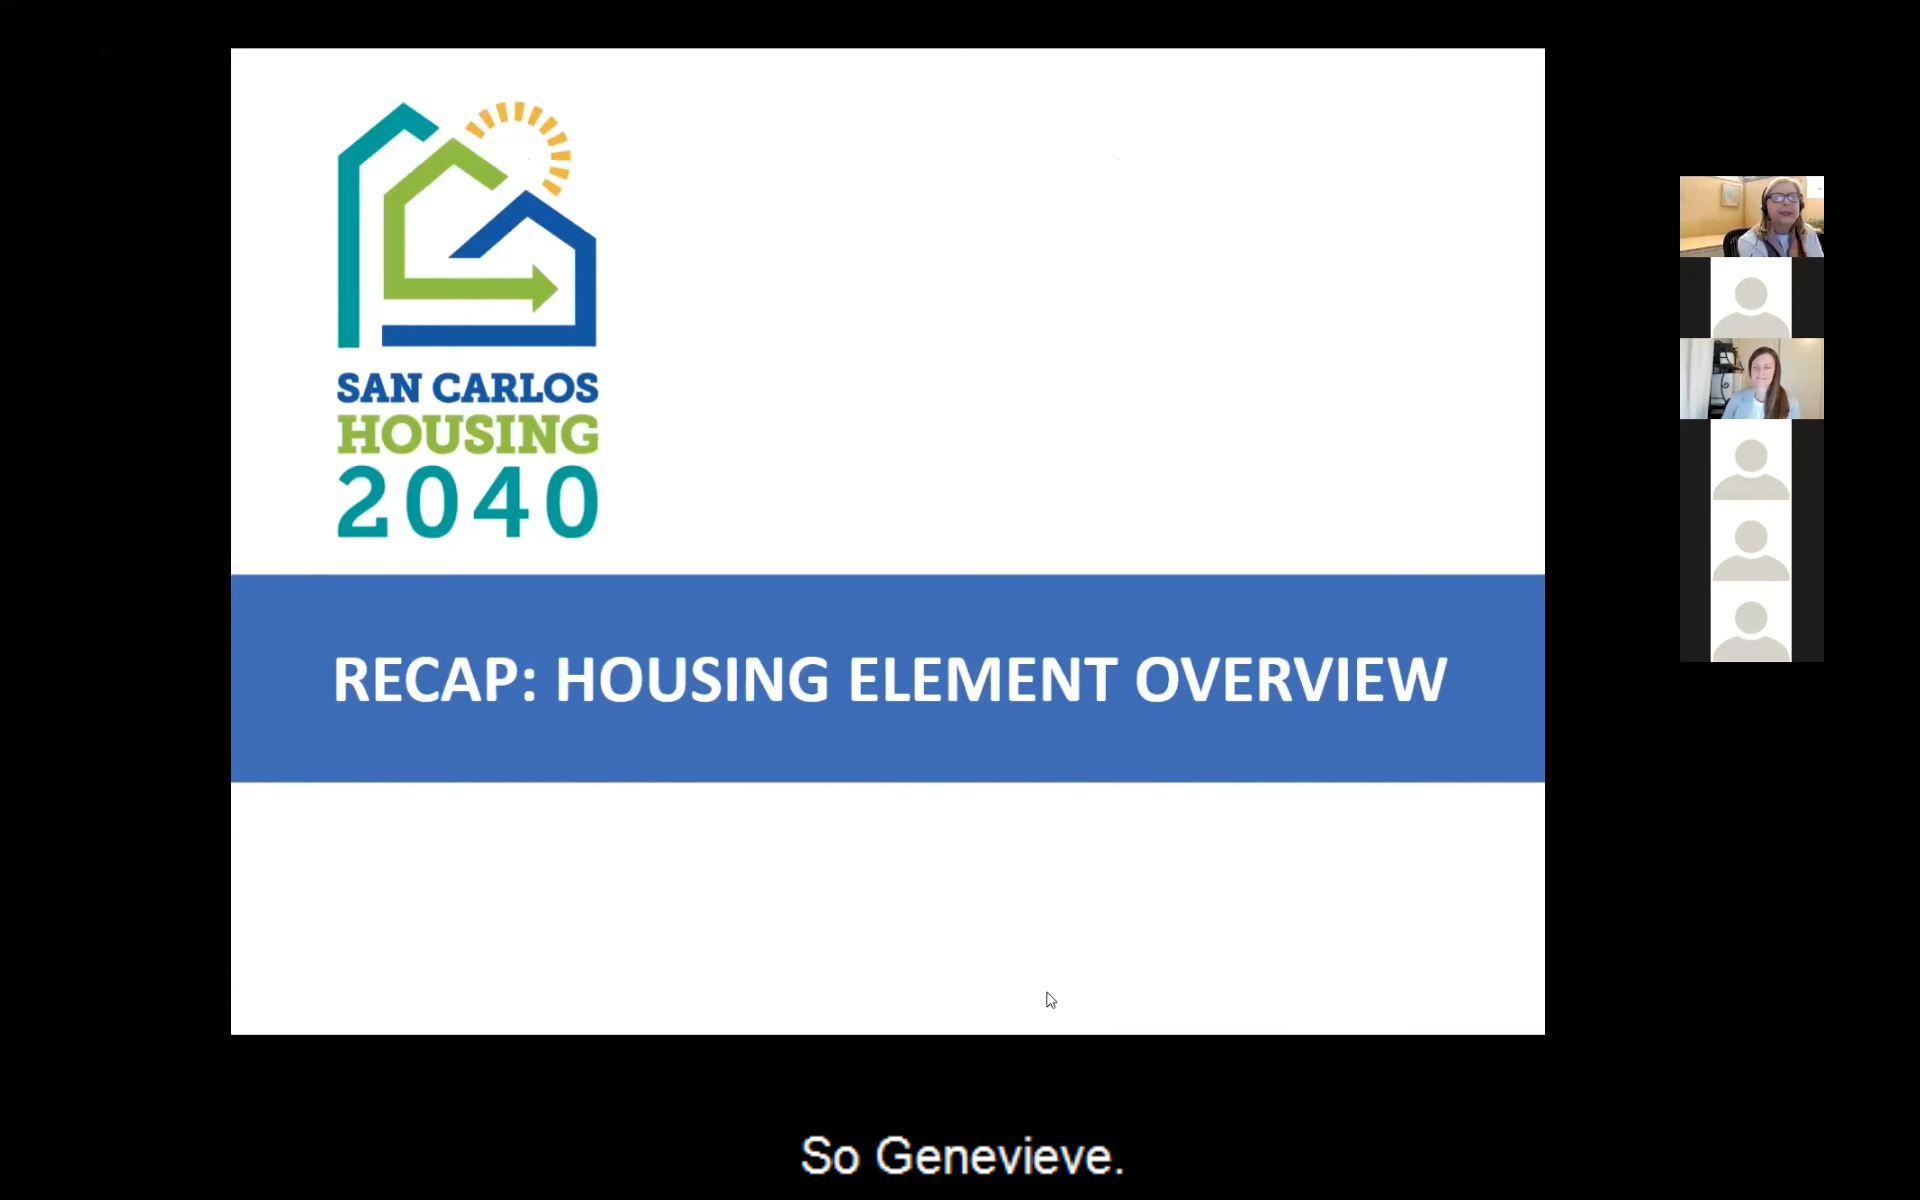 SAN CARLOS
HOUSING
2040
RECAP: HOUSING ELEMENT OVERVIEW
So Genevieve.